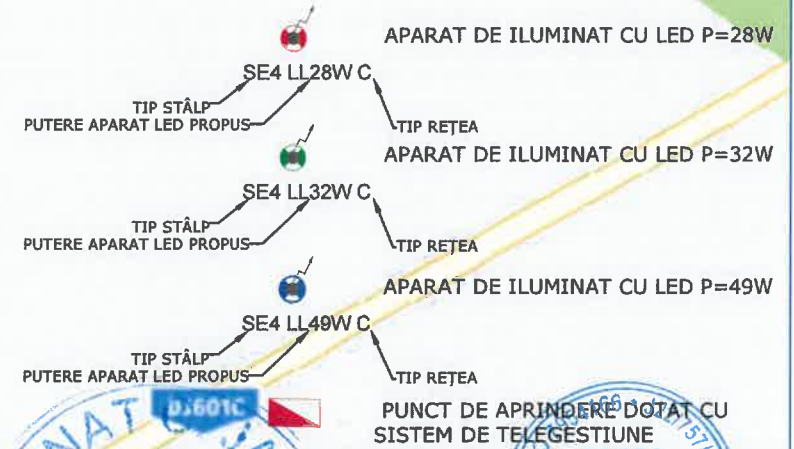 APARAT DE ILUMINAT CU LED P=28W
SE4 LL28W C
TIP STÂLP
PUTERE APARAT LED PROPUS
TIP REȚEA
APARAT DE ILUMINAT CU LED P=32W
SE4 LL32W C
TIP STÂLP
PUTERE APARAT LED PROPUS
TIP REȚEA
APARAT DE ILUMINAT CU LED P=49W
SE4 LL49W C
TIP STÂLP
PUTERE APARAT LED PROPUS
TIP REȚEA
DJ601C
PUNCT DE APRINDERE DOTAT CU
SISTEM DE TELEGESTIUNE